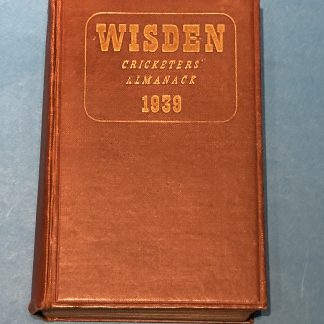 WISDEN
CRICKETERS'
ALMANACK
1939